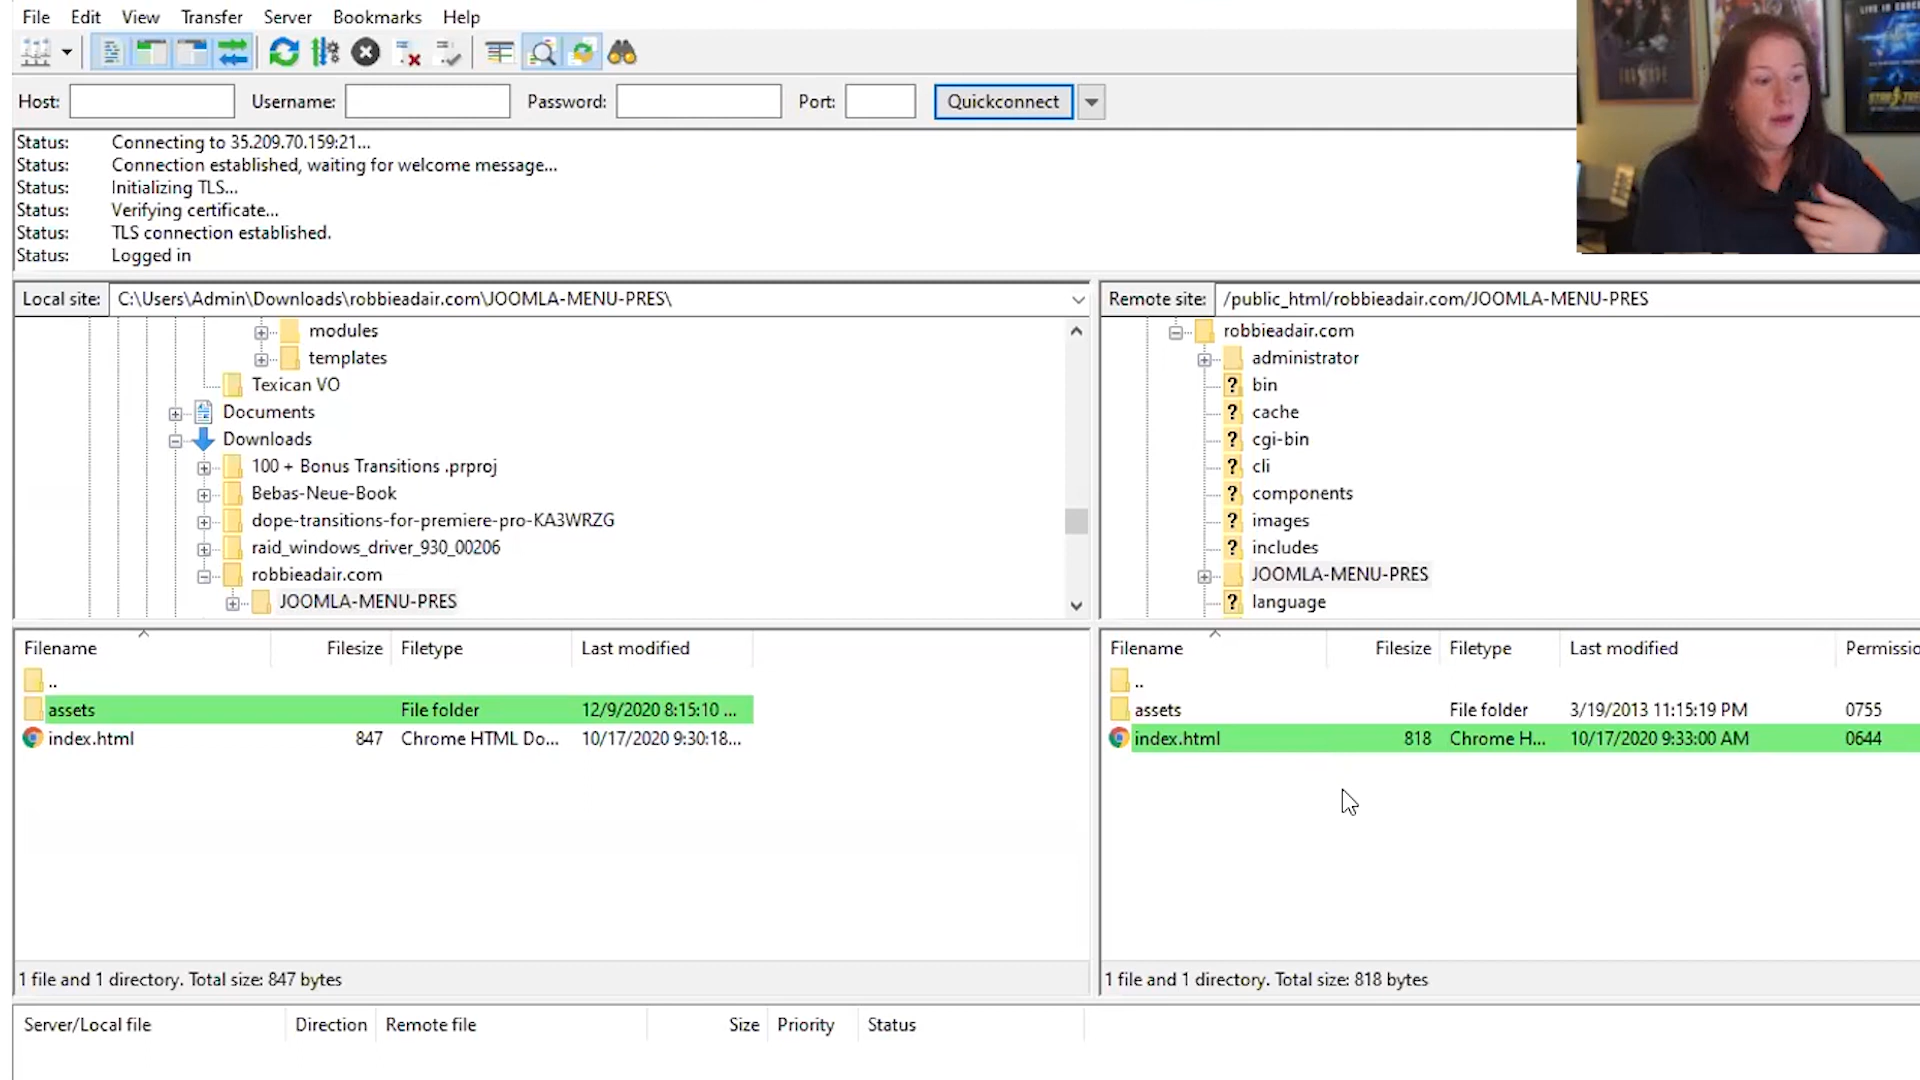 File Edit View Transfer Server Bookmarks Help
Host: Username: Password: Port: Quickconnect
Status: Connecting to 35.209.70.159:21...
Status: Connection established, waiting for welcome message...
Status: Initializing TLS...
Status: Verifying certificate...
Status: TLS connection established.
Status: Logged in
Local site: C:\Users\Admin\Downloads\robbieadair.com\JOOMLA-MENU-PRES\
modules
templates
Texican VO
Documents
Downloads
100 + Bonus Transitions .prproj
Bebas-Neue-Book
dope-transitions-for-premiere-pro-KA3WRZG
raid_windows_driver_930_00206
robbieadair.com
JOOMLA-MENU-PRES
Remote site: /public_html/robbieadair.com/JOOMLA-MENU-PRES
robbieadair.com
administrator
bin
cache
cgi-bin
cli
components
images
includes
JOOMLA-MENU-PRES
language
Filename Filesize Filetype Last modified
..
assets File folder 12/9/2020 8:15:10 ...
index.html 847 Chrome HTML Do... 10/17/2020 9:30:18...
1 file and 1 directory. Total size: 847 bytes
Filename Filesize Filetype Last modified Permissio
..
assets File folder 3/19/2013 11:15:19 PM 0755
index.html 818 Chrome H... 10/17/2020 9:33:00 AM 0644
1 file and 1 directory. Total size: 818 bytes
Server/Local file Direction Remote file Size Priority Status
LIVE IN CONCE
STAR TRE